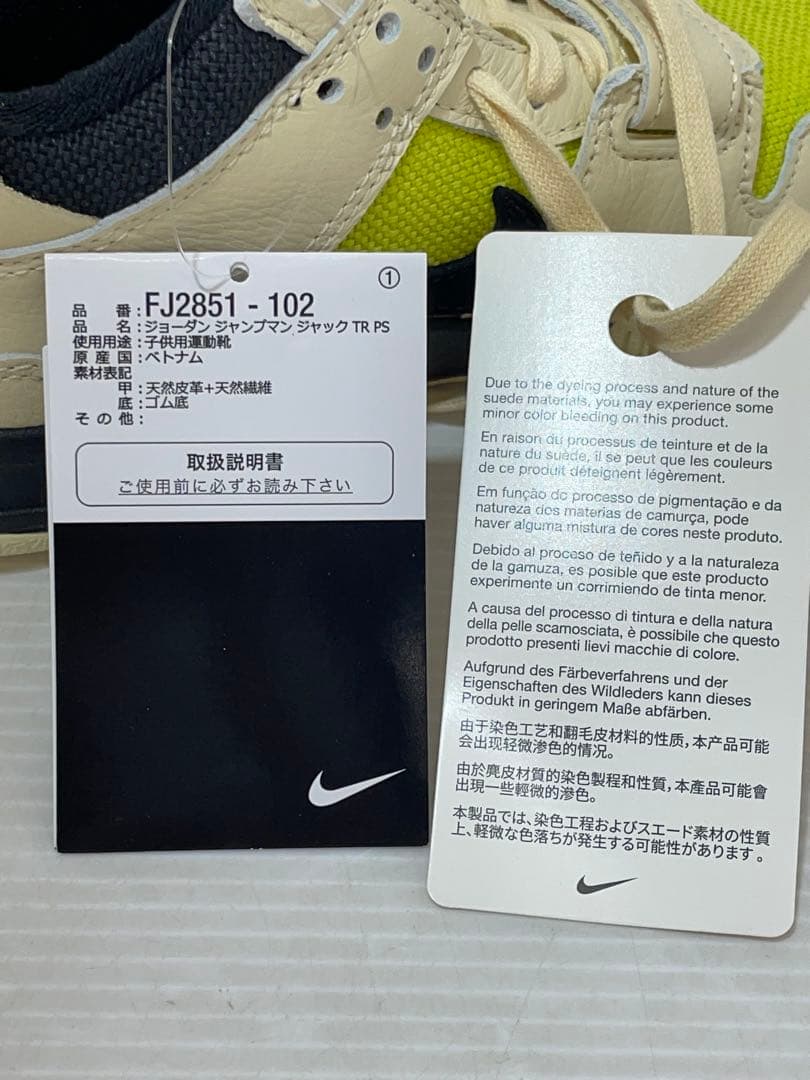 ①
品番:FJ2851 - 102
品名:ジョーダン ジャンプマン ジャック TR PS
使用用途:子供用運動靴
原産国:ベトナム
素材表記
甲:天然皮革+天然繊維
底:ゴム底
その他:
取扱説明書
ご使用前に必ずお読み下さい
Due to the dyeing process and nature of the
suede materials, you may experience some
minor color bleeding on this product.
En raison du processus de teinture et de la
nature du suède, il se peut que les couleurs
de ce produit déteignent légèrement.
Em função do processo de pigmentação e da
natureza dos materias de camurça, pode
haver alguma mistura de cores neste produto.
Debido al proceso de teñido y a la naturaleza
de la gamuza, es posible que este producto
experimente un corrimiendo de tinta menor.
A causa del processo di tintura e della natura
della pelle scamosciata, è possibile che questo
prodotto presenti lievi macchie di colore.
Aufgrund des Färbeverfahrens und der
Eigenschaften des Wildleders kann dieses
Produkt in geringem Maße abfärben.
由于染色工艺和翻毛皮材料的性质,本产品可能
会出现轻微渗色的情况。
由於麂皮材質的染色製程和性質,本產品可能會
出現一些輕微的滲色。
本製品では、染色工程およびスエード素材の性質
上、軽微な色落ちが発生する可能性があります。